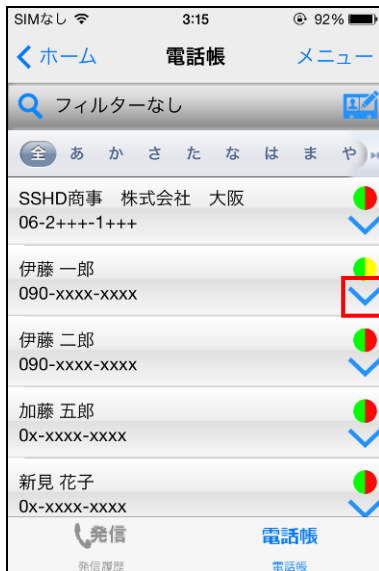 SIMなし 3:15 92%
ホーム 電話帳 メニュー
フィルターなし
全 あ か さ た な は ま や
SSHD商事 株式会社 大阪
06-2+++-1+++
伊藤 一郎
090-xxxx-xxxx
伊藤 二郎
090-xxxx-xxxx
加藤 五郎
0x-xxxx-xxxx
新見 花子
0x-xxxx-xxxx
発信 電話帳
発信履歴 電話帳